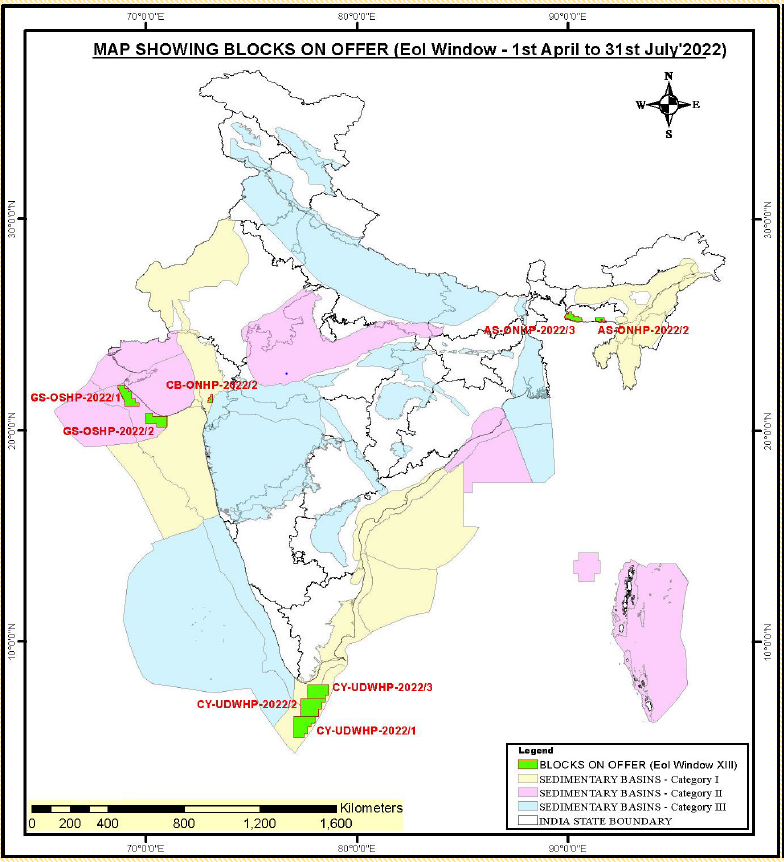 70°0'0"E 80°0'0"E 90°0'0"E
MAP SHOWING BLOCKS ON OFFER (EoI Window - 1st April to 31st July'2022)
N
W E
S
30°0'0"N 30°0'0"N
AS-ONHP-2022/3 AS-ONHP-2022/2
CB-ONHP-2022/2
GS-OSHP-2022/1
GS-OSHP-2022/2
20°0'0"N 20°0'0"N
10°0'0"N 10°0'0"N
CY-UDWHP-2022/3
CY-UDWHP-2022/2
CY-UDWHP-2022/1
Legend
BLOCKS ON OFFER (EoI Window XIII)
SEDIMENTARY BASINS - Category I
SEDIMENTARY BASINS - Category II
SEDIMENTARY BASINS - Category III
INDIA STATE BOUNDARY
Kilometers
0 200 400 800 1,200 1,600
70°0'0"E 80°0'0"E 90°0'0"E